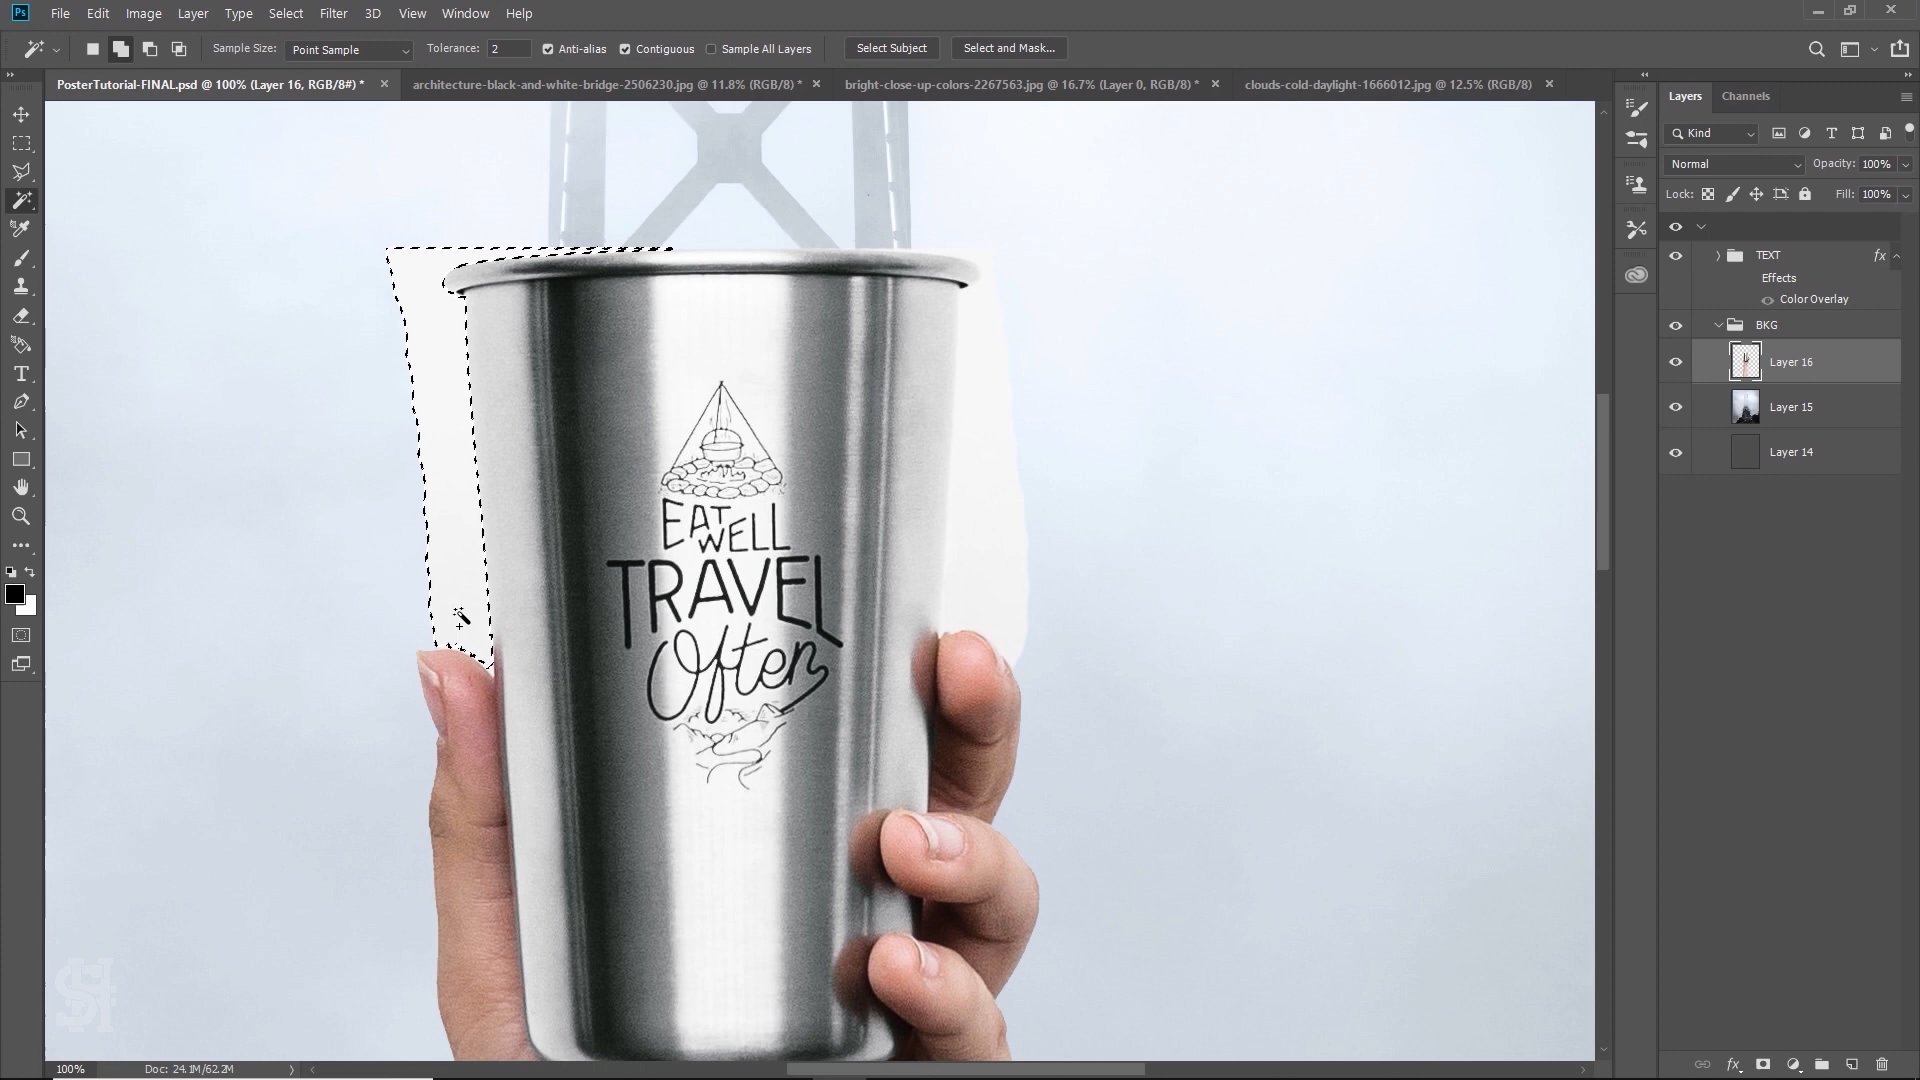 Ps File Edit Image Layer Type Select Filter 3D View Window Help
Sample Size: Point Sample Tolerance: 2 Anti-alias Contiguous Sample All Layers Select Subject Select and Mask...
PosterTutorial-FINAL.psd @ 100% (Layer 16, RGB/8#) * architecture-black-and-white-bridge-2506230.jpg @ 11.8% (RGB/8) * bright-close-up-colors-2267563.jpg @ 16.7% (Layer 0, RGB/8) * clouds-cold-daylight-1666012.jpg @ 12.5% (RGB/8)
Layers Channels
Kind
Normal Opacity: 100%
Lock: Fill: 100%
TEXT fx
Effects
Color Overlay
BKG
Layer 16
Layer 15
Layer 14
EAT
WELL
TRAVEL
Often
100% Doc: 24.1M/62.2M
fx